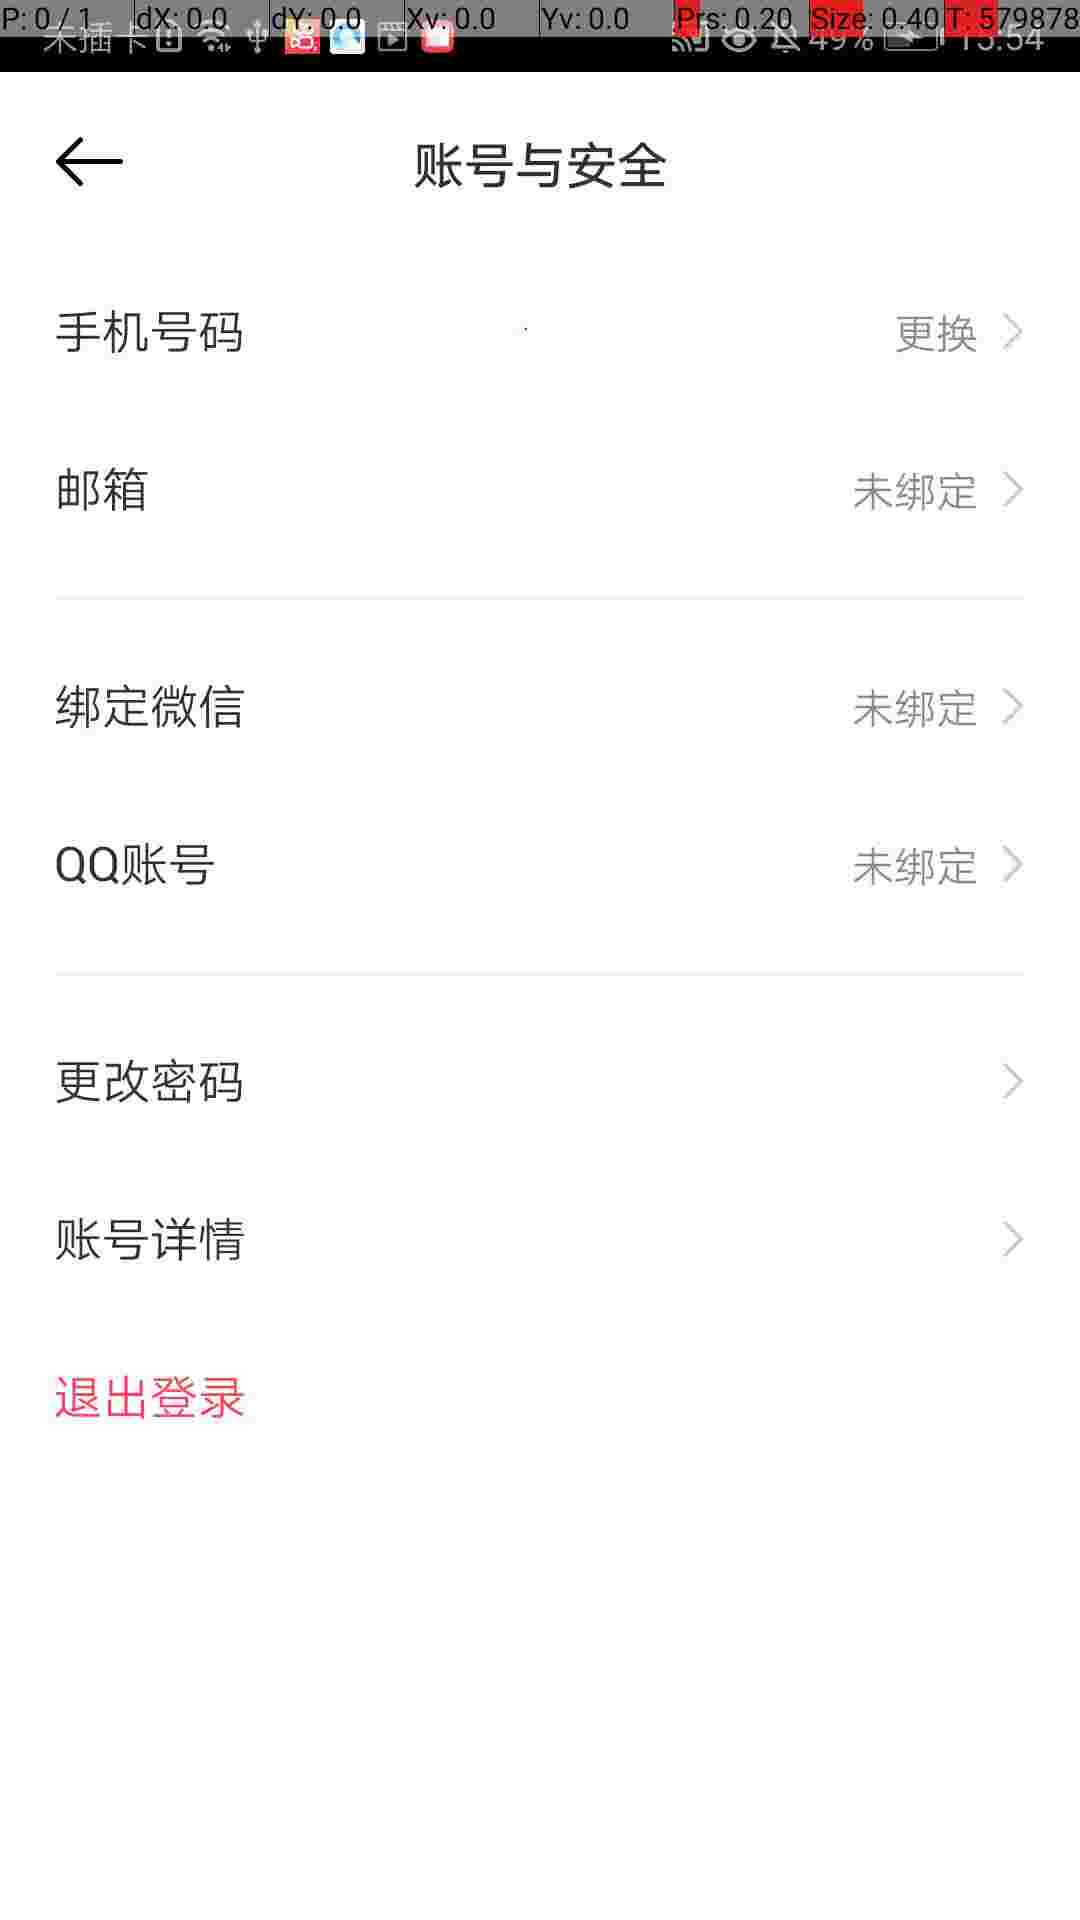 P: 0 / 1 dX: 0.0 dY: 0.0 Xv: 0.0 Yv: 0.0 Prs: 0.20 Size: 0.40 T: 579878
未插卡 49% 15:54
账号与安全
手机号码 更换
邮箱 未绑定
绑定微信 未绑定
QQ账号 未绑定
更改密码
账号详情
退出登录